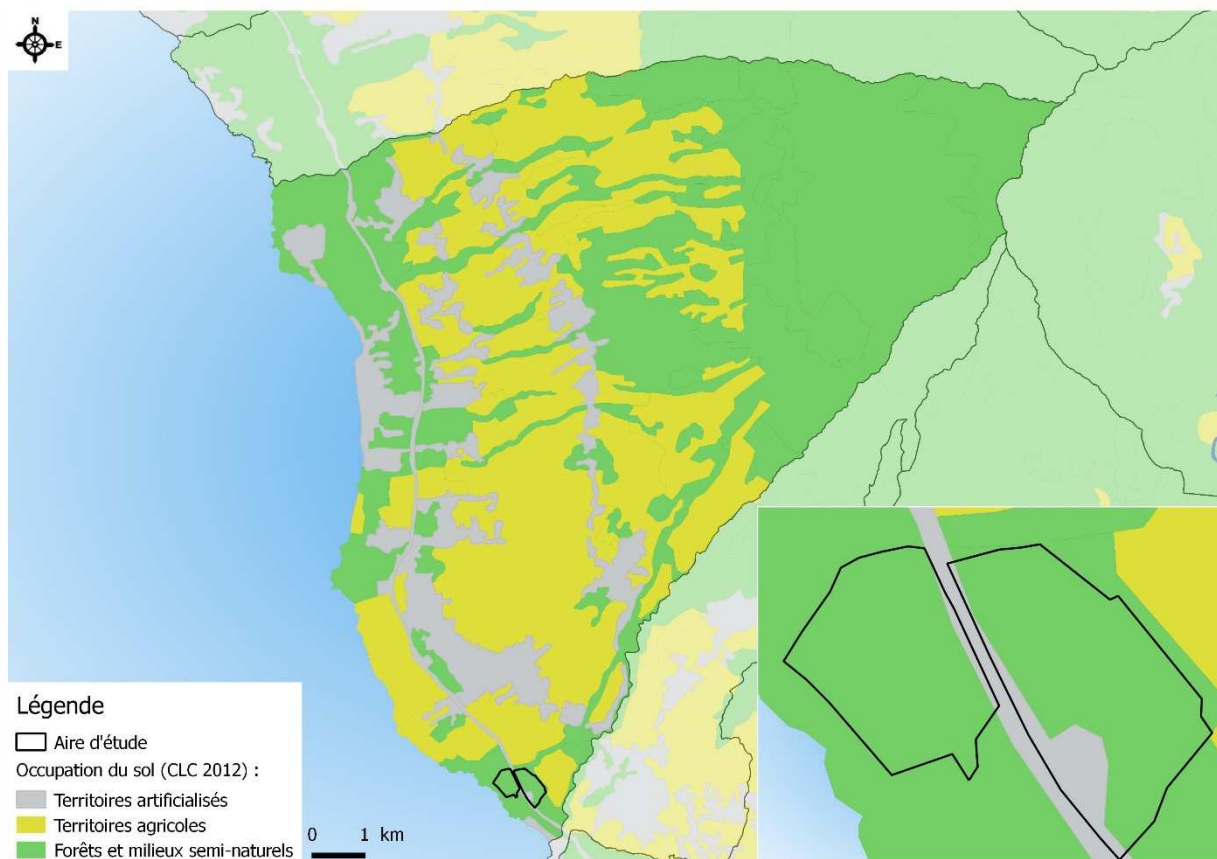 N
E
Légende
Aire d'étude
Occupation du sol (CLC 2012) :
Territoires artificialisés
Territoires agricoles
Forêts et milieux semi-naturels
0 1 km